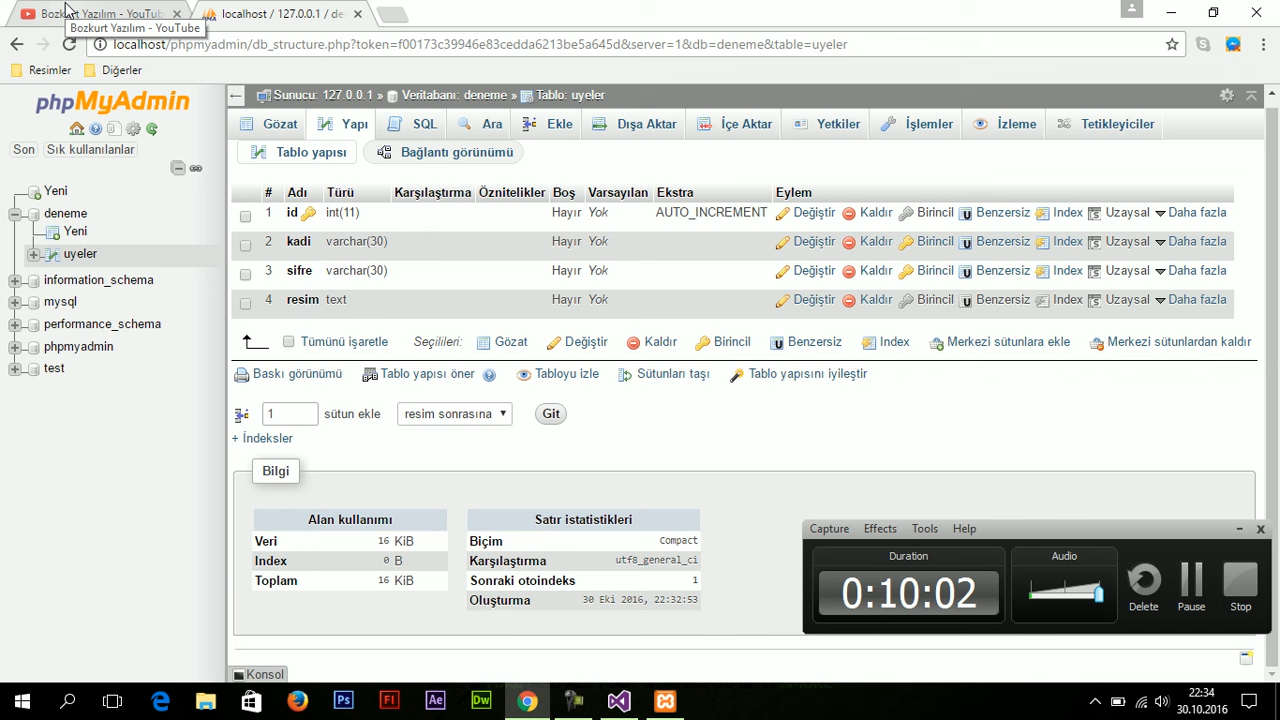 Bozkurt Yazılım - YouTub
localhost / 127.0.0.1 / de
Bozkurt Yazılım - YouTube
localhost/phpmyadmin/db_structure.php?token=f00173c39946e83cedda6213be5a645d&server=1&db=deneme&table=uyeler
Resimler Diğerler
phpMyAdmin
Son Sık kullanılanlar
Yeni
deneme
Yeni
uyeler
information_schema
mysql
performance_schema
phpmyadmin
test
Sunucu: 127.0.0.1 » Veritabanı: deneme » Tablo: uyeler
Gözat Yapı SQL Ara Ekle Dışa Aktar İçe Aktar Yetkiler İşlemler İzleme Tetikleyiciler
Tablo yapısı Bağlantı görünümü
# Adı Türü Karşılaştırma Öznitelikler Boş Varsayılan Ekstra Eylem
1 id int(11) Hayır Yok AUTO_INCREMENT Değiştir Kaldır Birincil Benzersiz Index Uzaysal Daha fazla
2 kadi varchar(30) Hayır Yok Değiştir Kaldır Birincil Benzersiz Index Uzaysal Daha fazla
3 sifre varchar(30) Hayır Yok Değiştir Kaldır Birincil Benzersiz Index Uzaysal Daha fazla
4 resim text Hayır Yok Değiştir Kaldır Birincil Benzersiz Index Uzaysal Daha fazla
Tümünü işaretle Seçilileri: Gözat Değiştir Kaldır Birincil Benzersiz Index Merkezi sütunlara ekle Merkezi sütunlardan kaldır
Baskı görünümü Tablo yapısı öner Tabloyu izle Sütunları taşı Tablo yapısını iyileştir
1 sütun ekle resim sonrasına Git
+ İndeksler
Bilgi
Alan kullanımı
Veri 16 KiB
Index 0 B
Toplam 16 KiB
Satır istatistikleri
Biçim Compact
Karşılaştırma utf8_general_ci
Sonraki otoindeks 1
Oluşturma 30 Eki 2016, 22:32:53
Konsol
Capture Effects Tools Help
Duration Audio
0:10:02
Delete Pause Stop
Ps Fl Ae Dw
22:34
30.10.2016